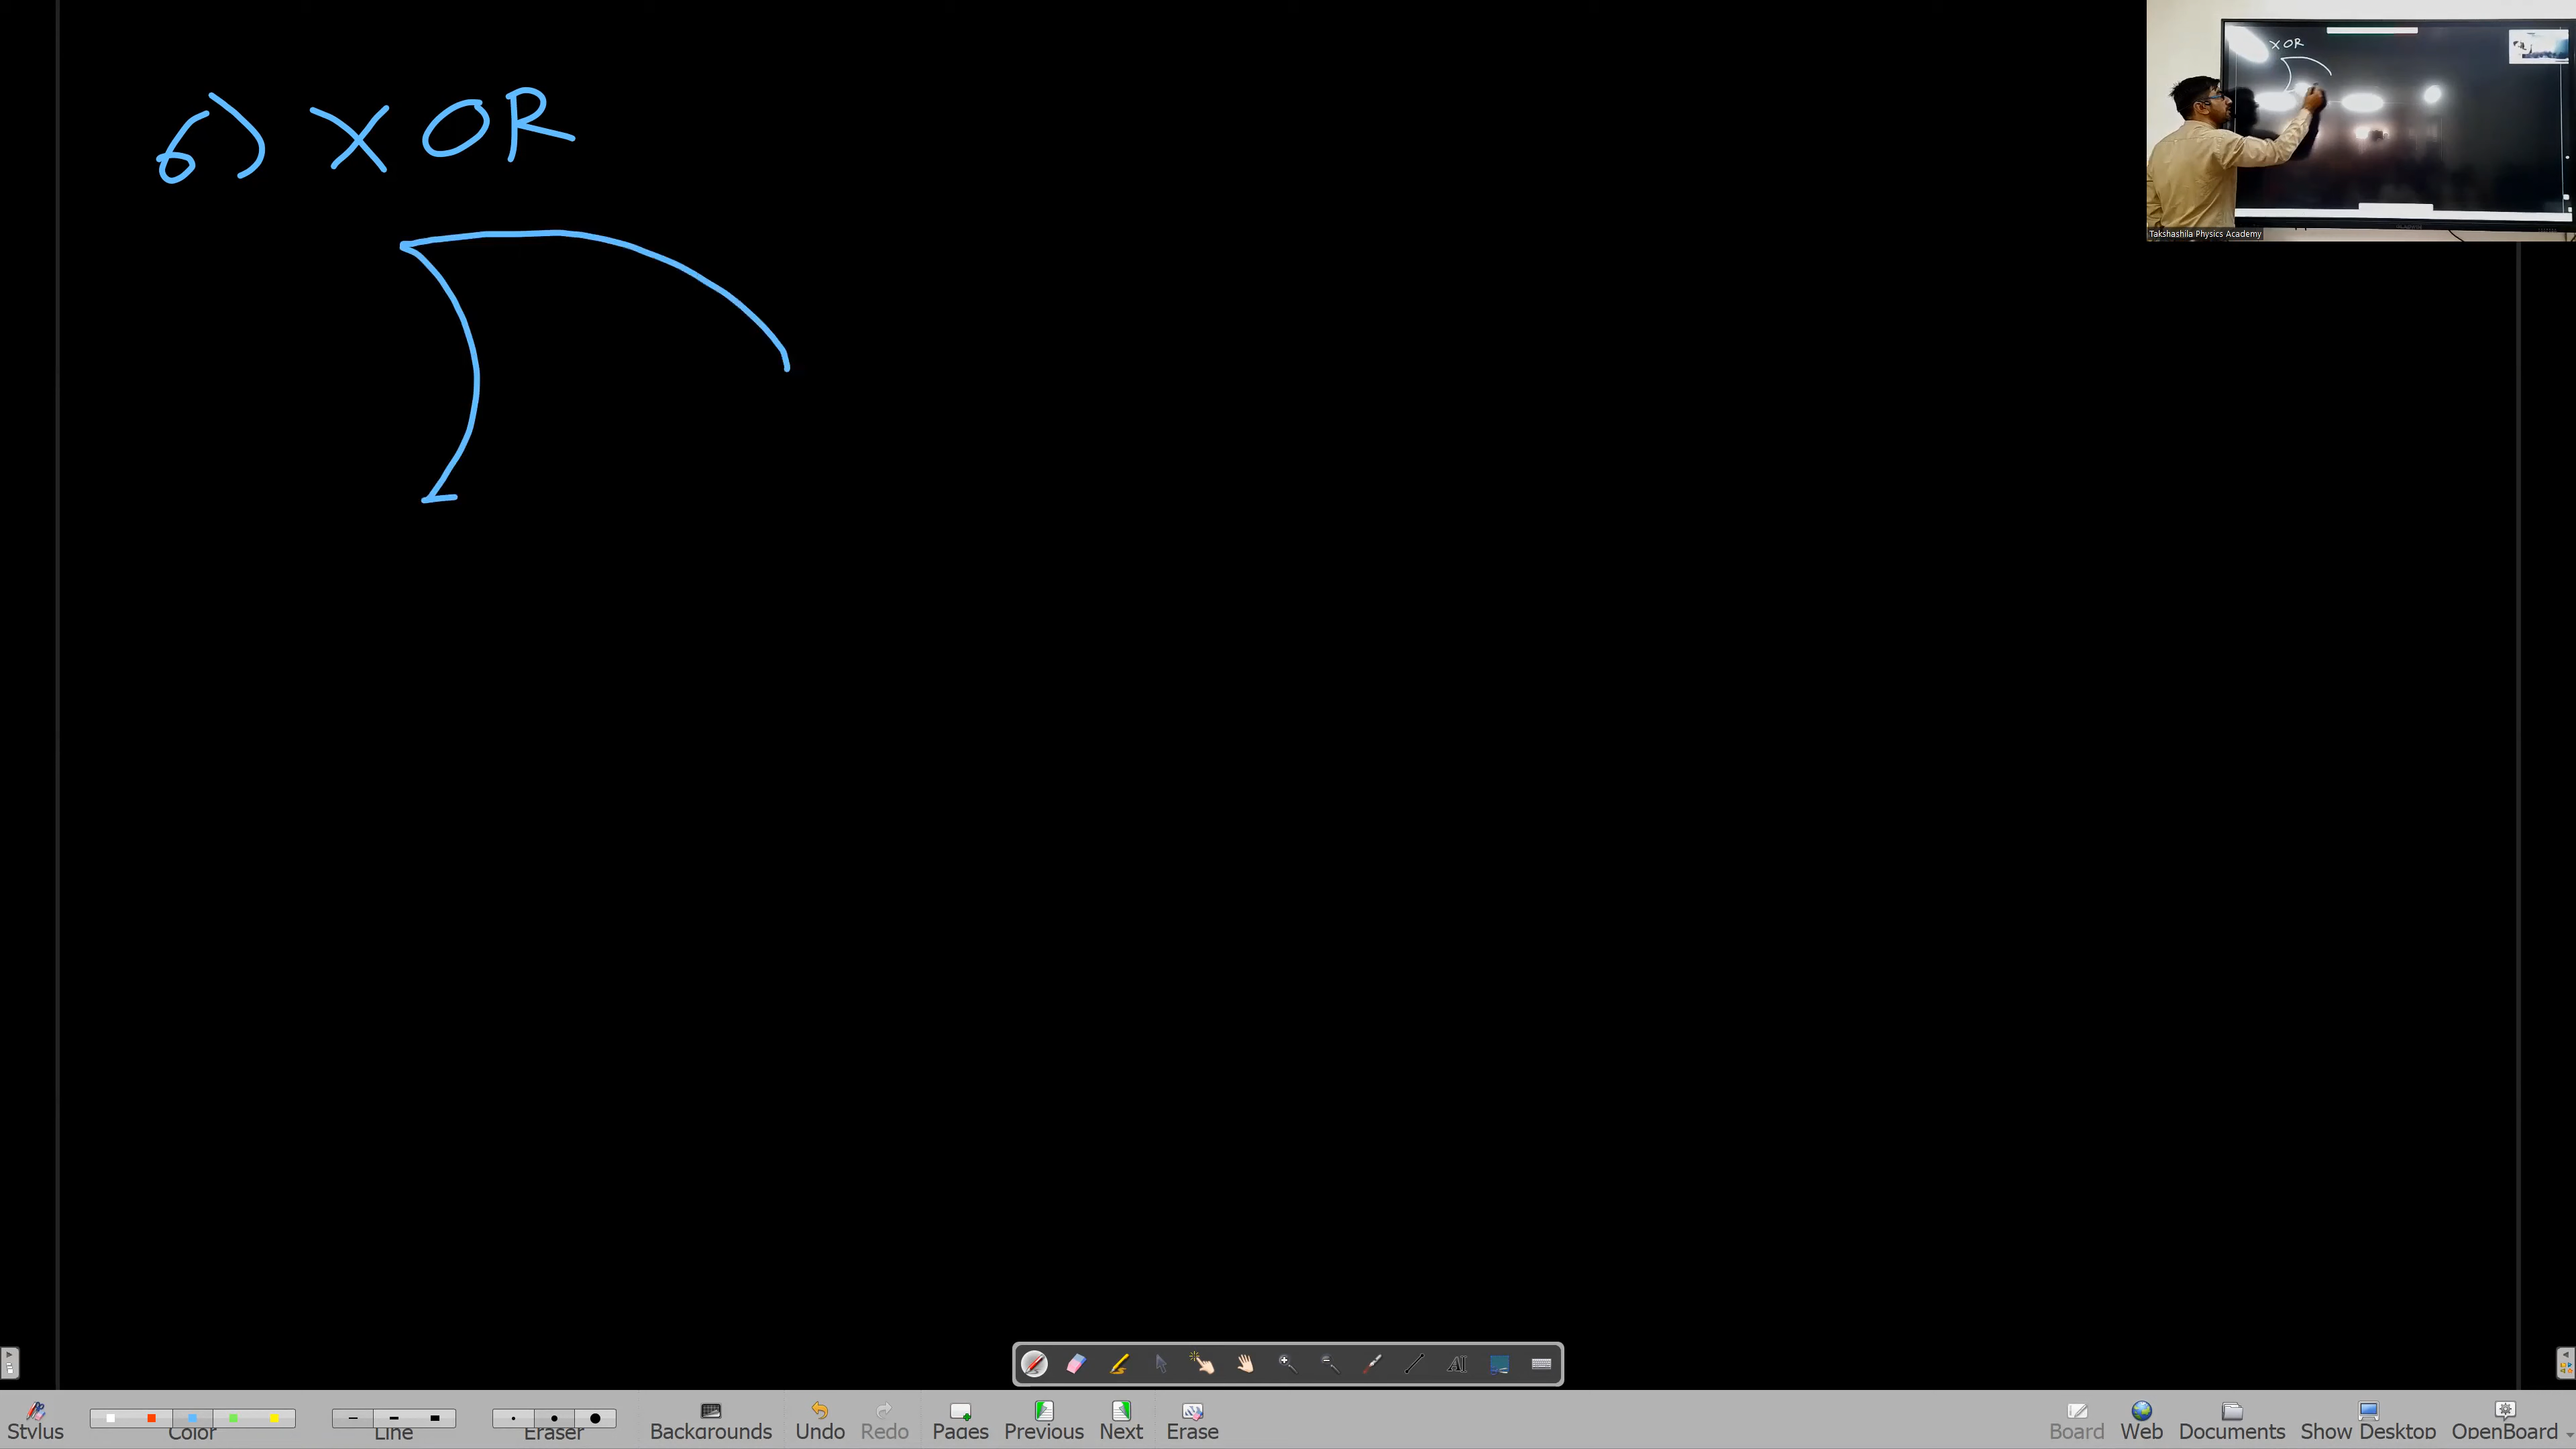 6) XOR
XOR
Takshashila Physics Academy
Stylus Color Line Eraser Backgrounds Undo Redo Pages Previous Next Erase Board Web Documents Show Desktop OpenBoard